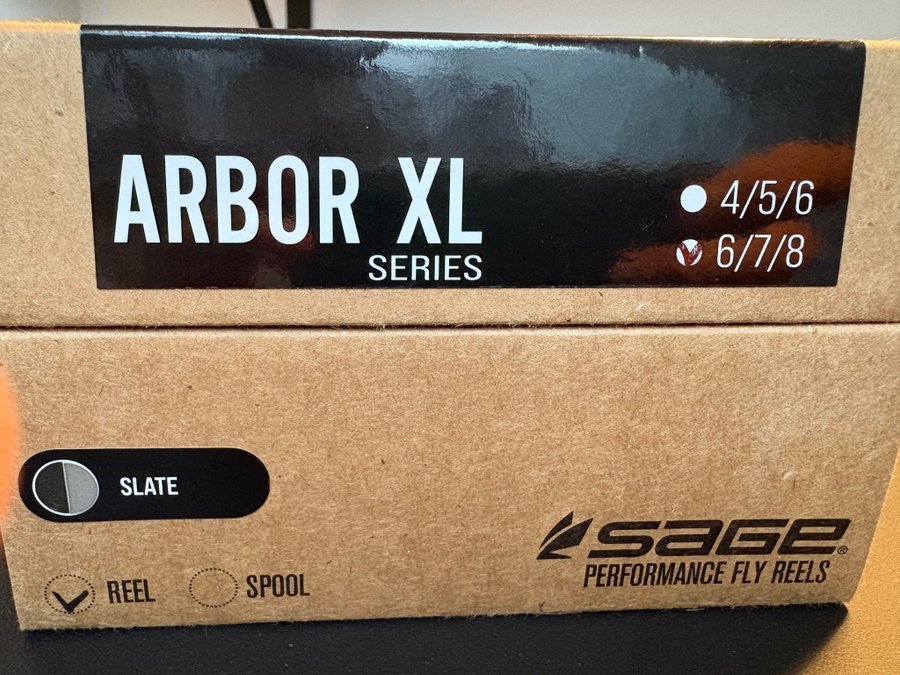 ARBOR XL
SERIES
4/5/6
6/7/8
SLATE
REEL
SPOOL
SAGE®
PERFORMANCE FLY REELS